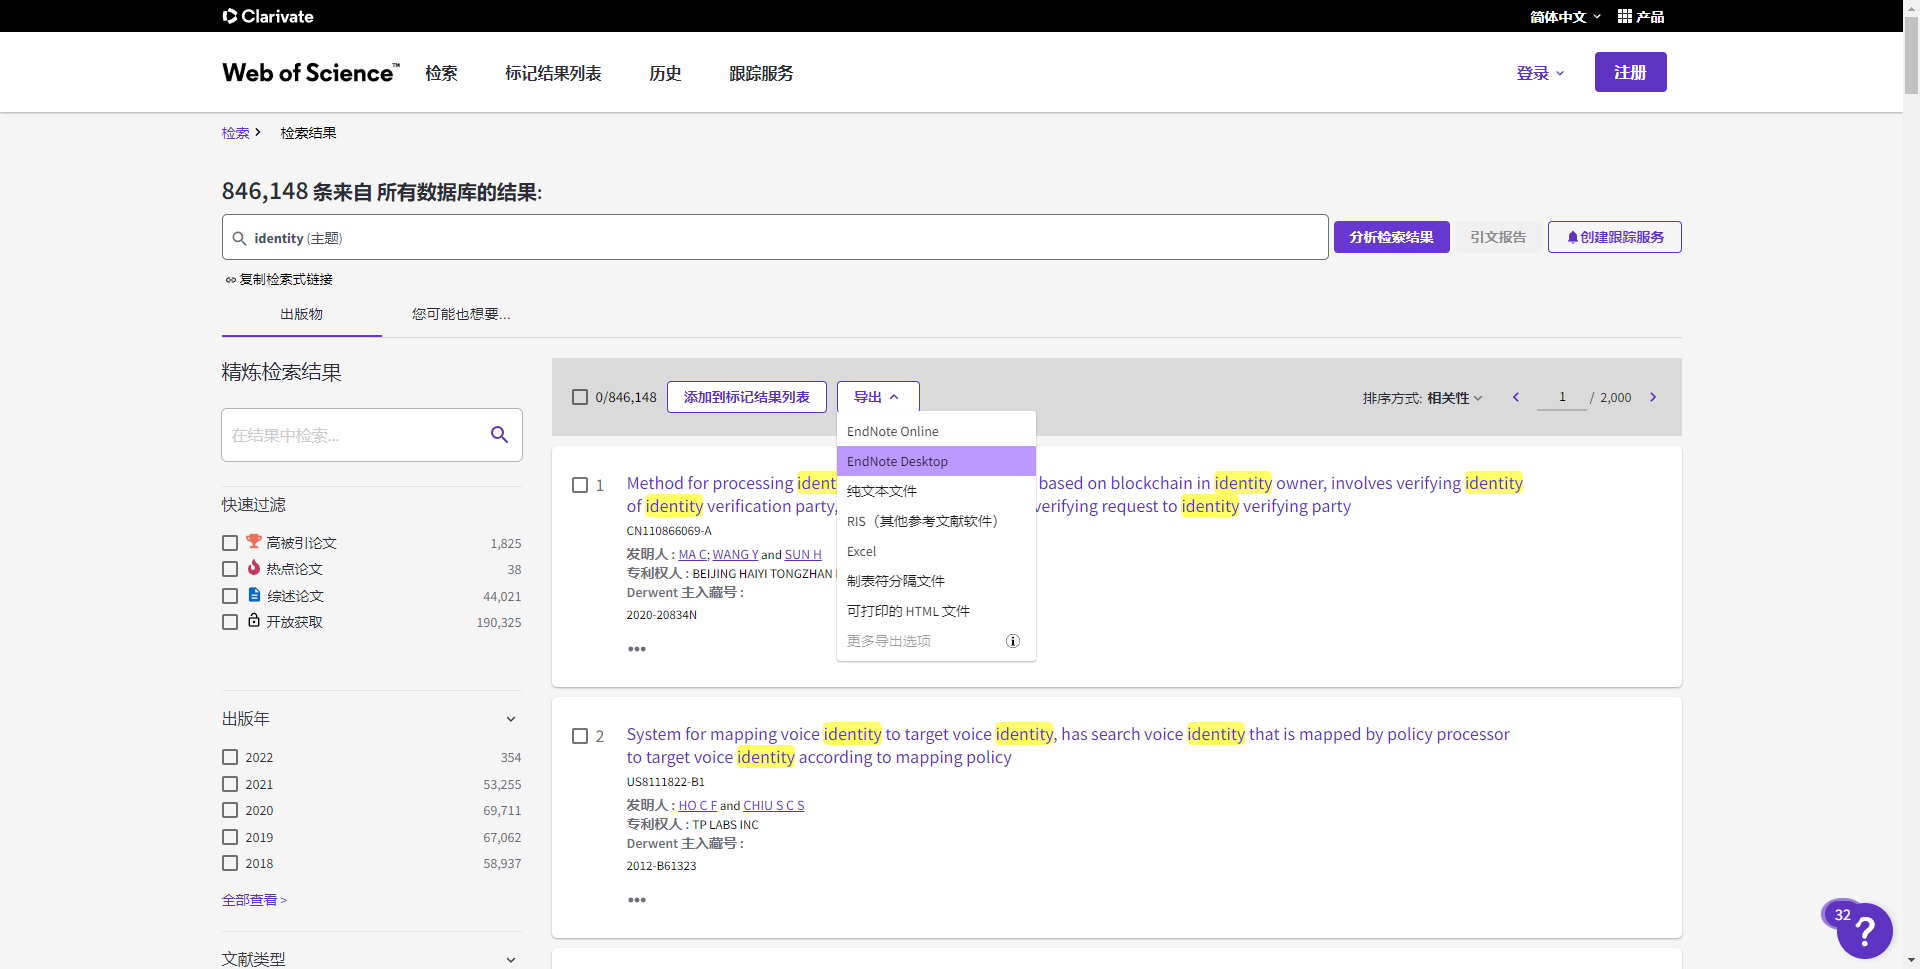 Clarivate
简体中文
产品
Web of Science™
检索
标记结果列表
历史
跟踪服务
登录
注册
检索
检索结果
846,148 条来自 所有数据库的结果:
identity (主题)
分析检索结果
引文报告
创建跟踪服务
复制检索式链接
出版物
您可能也想要...
精炼检索结果
在结果中检索...
快速过滤
高被引论文 1,825
热点论文 38
综述论文 44,021
开放获取 190,325
出版年
2022 354
2021 53,255
2020 69,711
2019 67,062
2018 58,937
全部查看 >
文献类型
0/846,148
添加到标记结果列表
导出
排序方式: 相关性
1 / 2,000
EndNote Online
EndNote Desktop
纯文本文件
RIS（其他参考文献软件）
Excel
制表符分隔文件
可打印的 HTML 文件
更多导出选项
1
Method for processing ident based on blockchain in identity owner, involves verifying identity
of identity verification party, verifying request to identity verifying party
CN110866069-A
发明人 : MA C; WANG Y and SUN H
专利权人 : BEIJING HAIYI TONGZHAN
Derwent 主入藏号 :
2020-20834N
2
System for mapping voice identity to target voice identity, has search voice identity that is mapped by policy processor
to target voice identity according to mapping policy
US8111822-B1
发明人 : HO C F and CHIU S C S
专利权人 : TP LABS INC
Derwent 主入藏号 :
2012-B61323
32
?